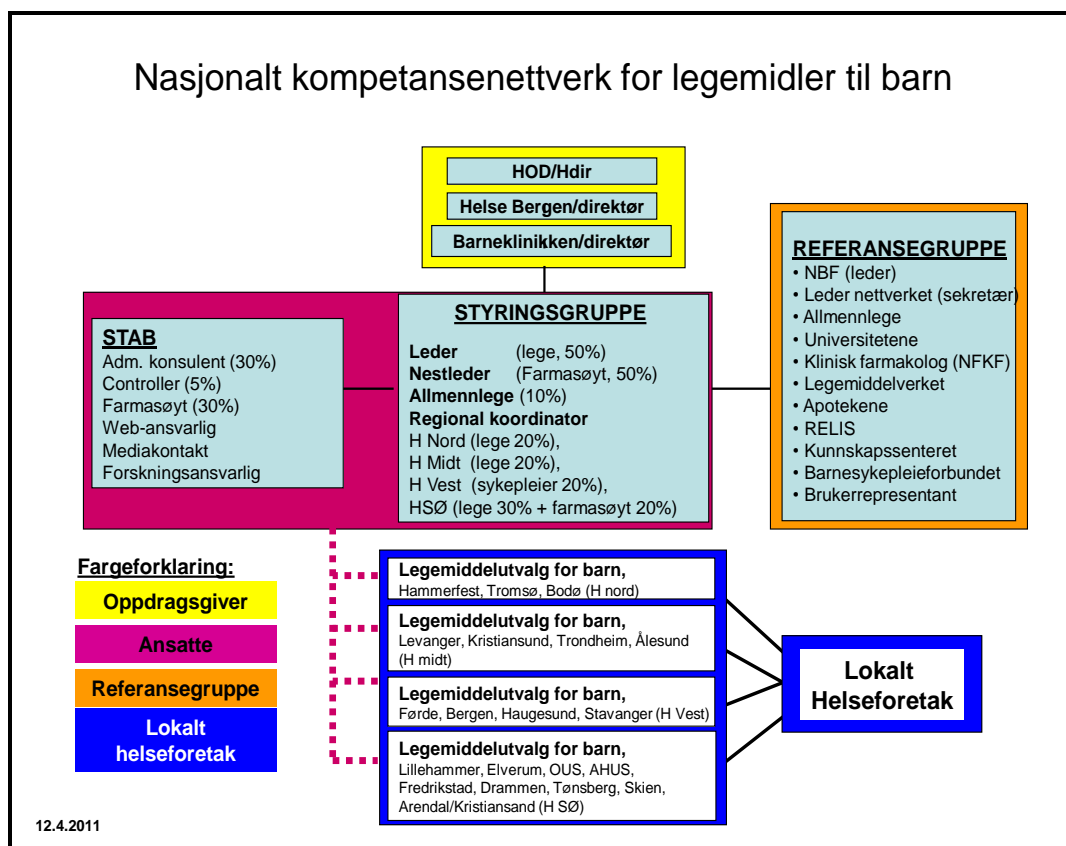 Nasjonalt kompetansenettverk for legemidler til barn
HOD/Hdir
Helse Bergen/direktør
Barneklinikken/direktør
STAB
Adm. konsulent (30%)
Controller (5%)
Farmasøyt (30%)
Web-ansvarlig
Mediakontakt
Forskningsansvarlig
STYRINGSGRUPPE
Leder (lege, 50%)
Nestleder (Farmasøyt, 50%)
Allmennlege (10%)
Regional koordinator
H Nord (lege 20%),
H Midt (lege 20%),
H Vest (sykepleier 20%),
HSØ (lege 30% + farmasøyt 20%)
REFERANSEGRUPPE
• NBF (leder)
• Leder nettverket (sekretær)
• Allmennlege
• Universitetene
• Klinisk farmakolog (NFKF)
• Legemiddelverket
• Apotekene
• RELIS
• Kunnskapssenteret
• Barnesykepleieforbundet
• Brukerrepresentant
Fargeforklaring:
Oppdragsgiver
Ansatte
Referansegruppe
Lokalt
helseforetak
Legemiddelutvalg for barn,
Hammerfest, Tromsø, Bodø (H nord)
Legemiddelutvalg for barn,
Levanger, Kristiansund, Trondheim, Ålesund
(H midt)
Legemiddelutvalg for barn,
Førde, Bergen, Haugesund, Stavanger (H Vest)
Legemiddelutvalg for barn,
Lillehammer, Elverum, OUS, AHUS,
Fredrikstad, Drammen, Tønsberg, Skien,
Arendal/Kristiansand (H SØ)
Lokalt
Helseforetak
12.4.2011